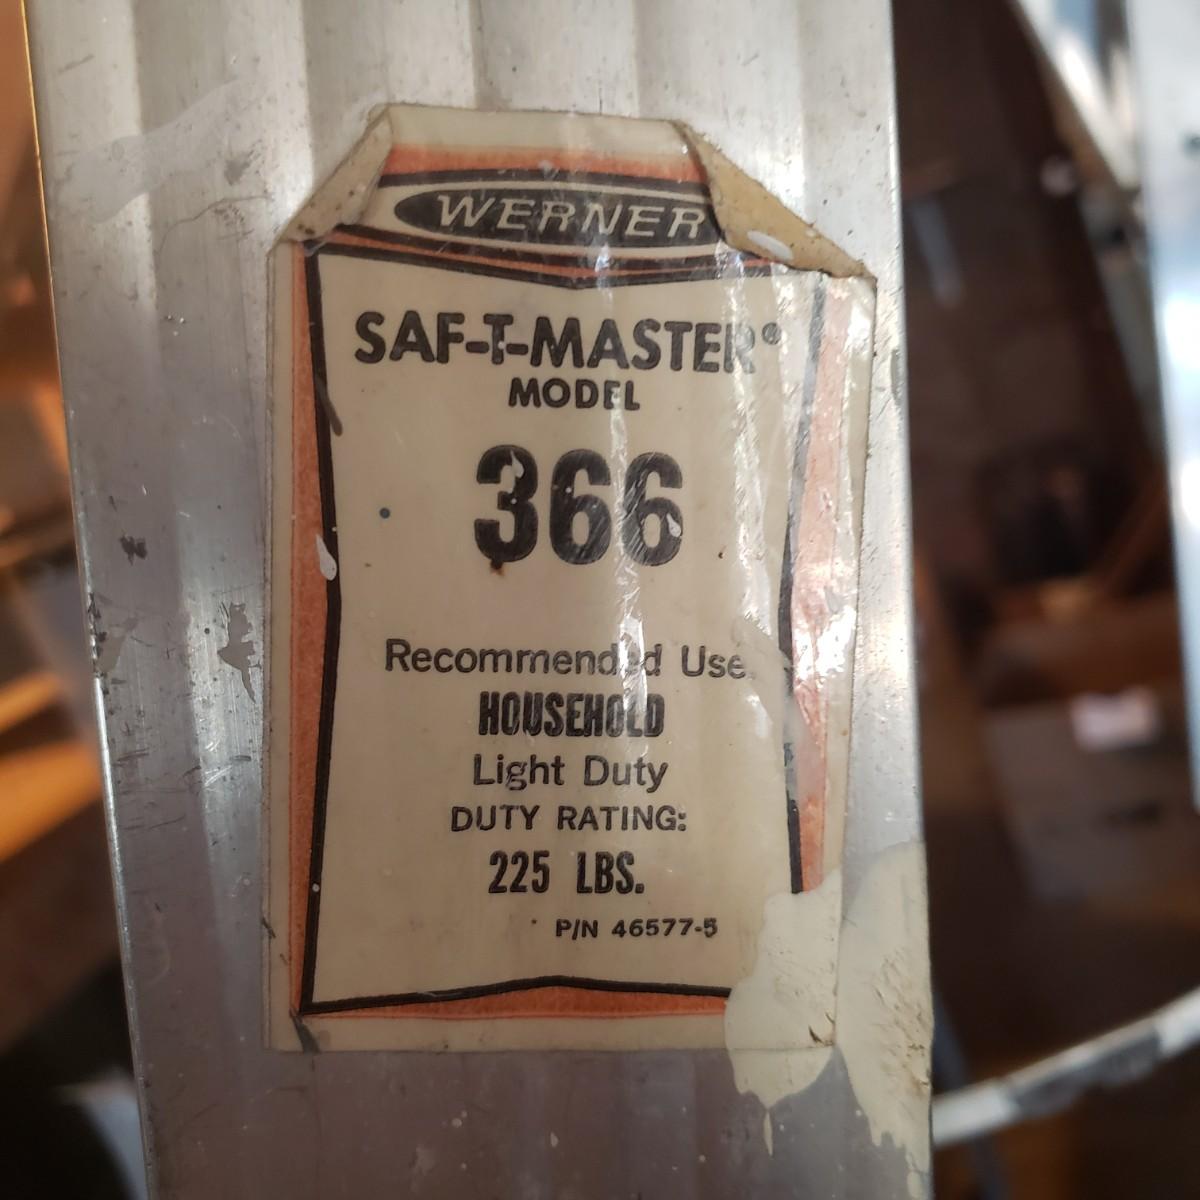 WERNER
SAF-T-MASTER®
MODEL
366
Recommended Use
HOUSEHOLD
Light Duty
DUTY RATING:
225 LBS.
P/N 46577-5